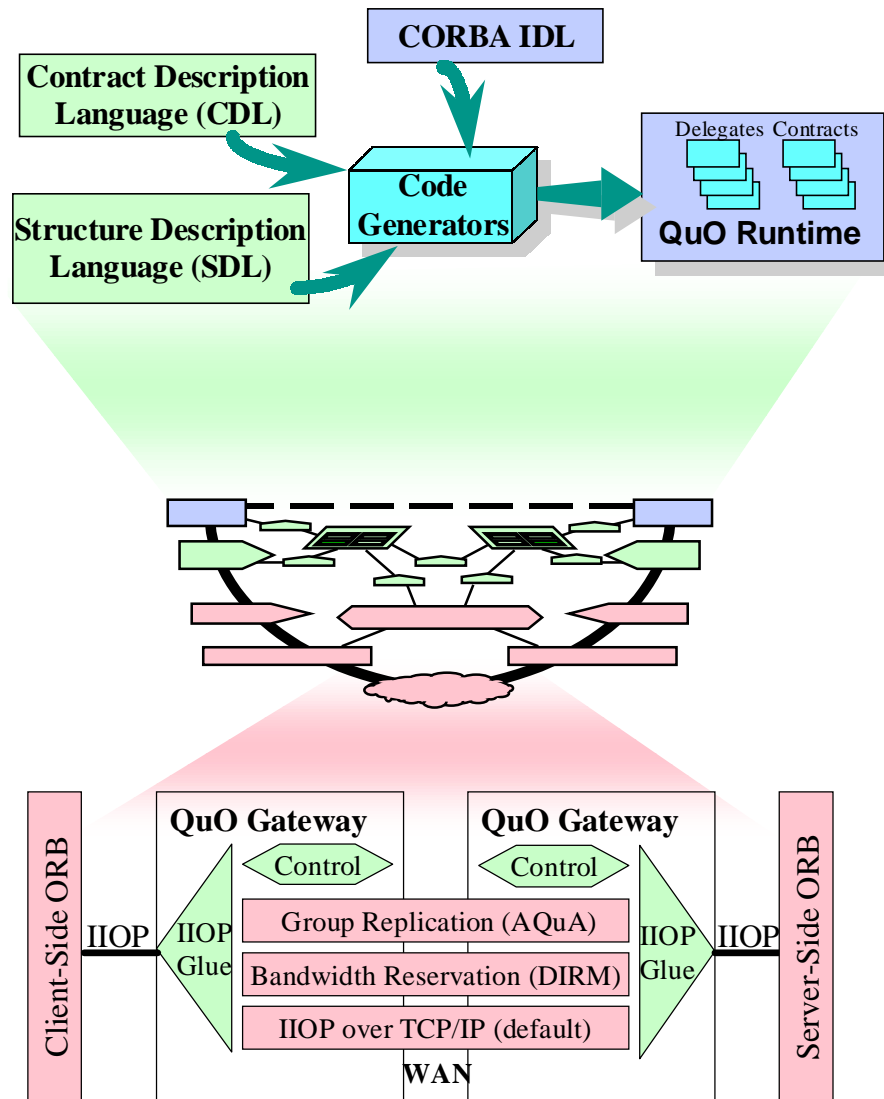 CORBA IDL
Contract Description
Language (CDL)
Delegates Contracts
Code
Generators
Structure Description
Language (SDL)
QuO Runtime
QuO Gateway
QuO Gateway
Control
Control
Client-Side ORB
IIOP
IIOP
Glue
Group Replication (AQuA)
Bandwidth Reservation (DIRM)
IIOP over TCP/IP (default)
IIOP
Glue
IIOP
Server-Side ORB
WAN